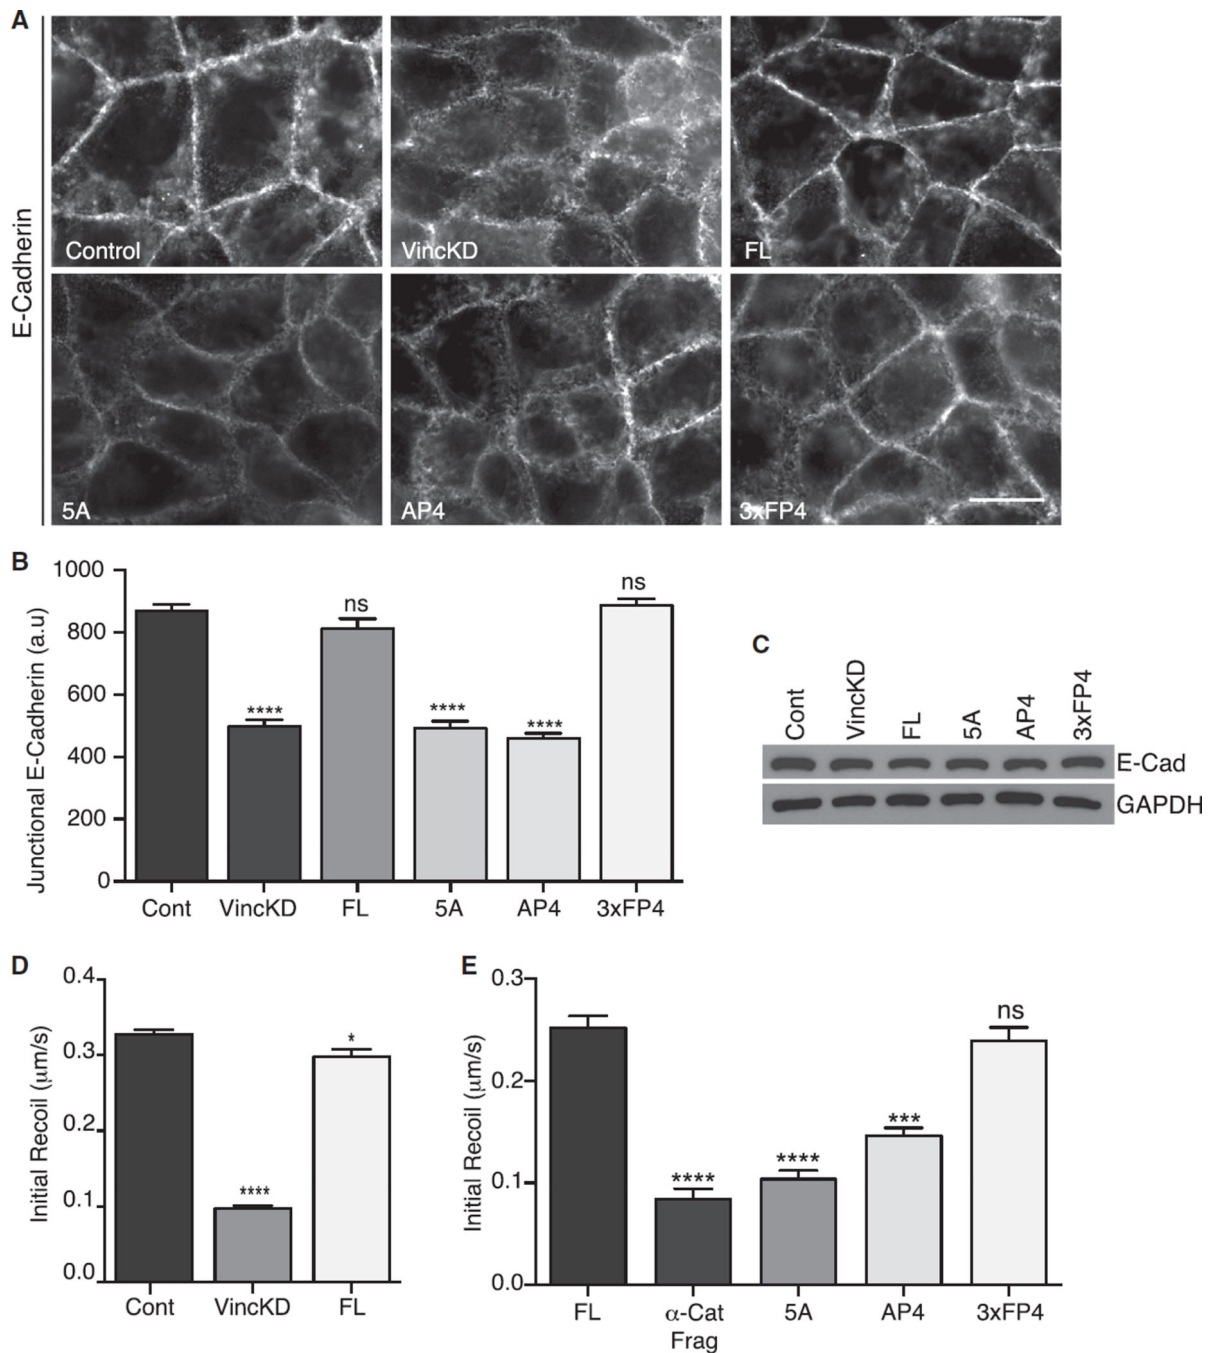 A
E-Cadherin
Control
VincKD
FL
5A
AP4
3xFP4
B
Junctional E-Cadherin (a.u)
1000
800
600
400
200
0
****
ns
****
****
ns
Cont VincKD FL 5A AP4 3xFP4
C
Cont VincKD FL 5A AP4 3xFP4
E-Cad
GAPDH
D
Initial Recoil (μm/s)
0.4
0.3
0.2
0.1
0.0
****
*
Cont VincKD FL
E
Initial Recoil (μm/s)
0.3
0.2
0.1
0.0
****
****
***
ns
FL α-Cat 5A AP4 3xFP4
Frag